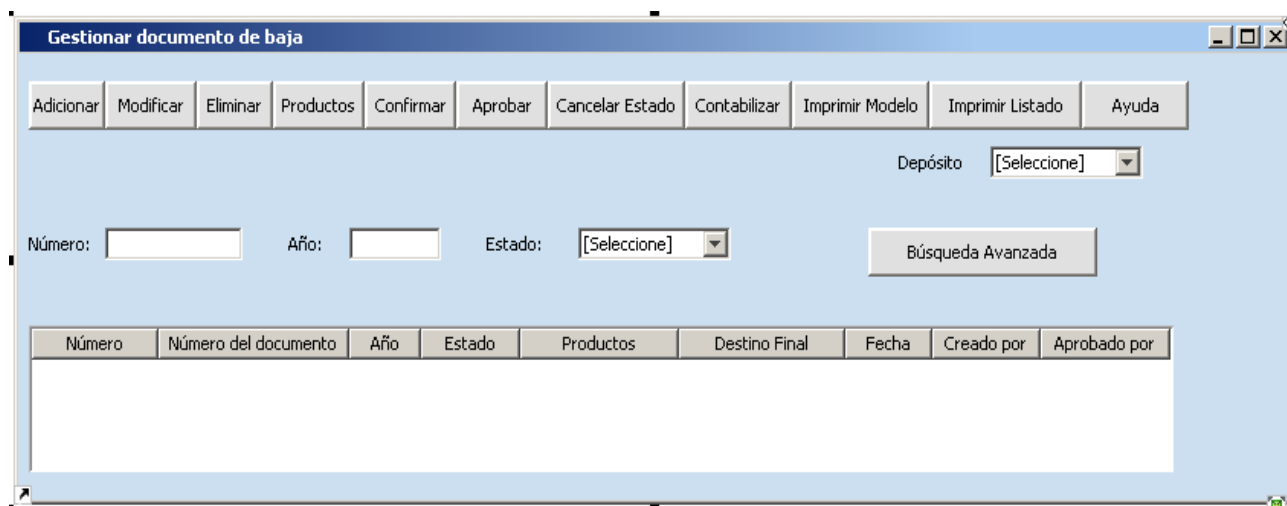 Gestionar documento de baja
Adicionar Modificar Eliminar Productos Confirmar Aprobar Cancelar Estado Contabilizar Imprimir Modelo Imprimir Listado Ayuda
Depósito [Seleccione]
Número: Año: Estado: [Seleccione] Búsqueda Avanzada
Número Número del documento Año Estado Productos Destino Final Fecha Creado por Aprobado por